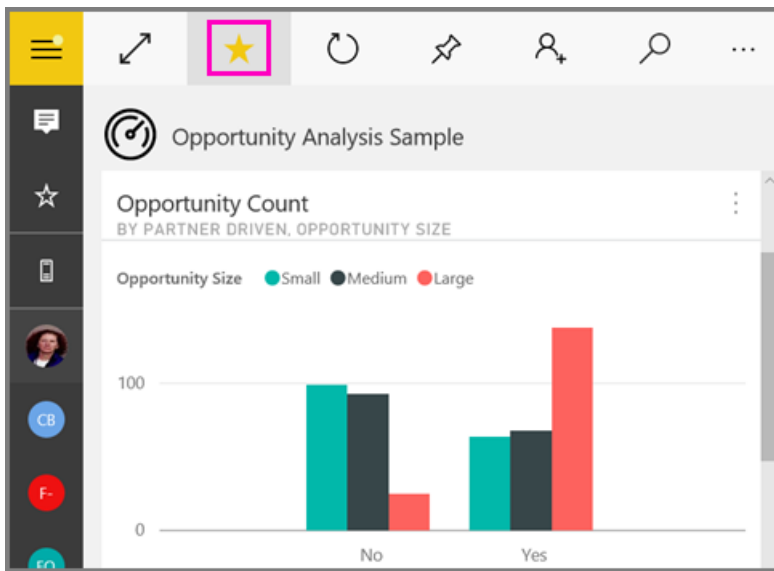 Opportunity Analysis Sample
Opportunity Count
BY PARTNER DRIVEN, OPPORTUNITY SIZE
Opportunity Size Small Medium Large
100
CB
F-
0
No Yes